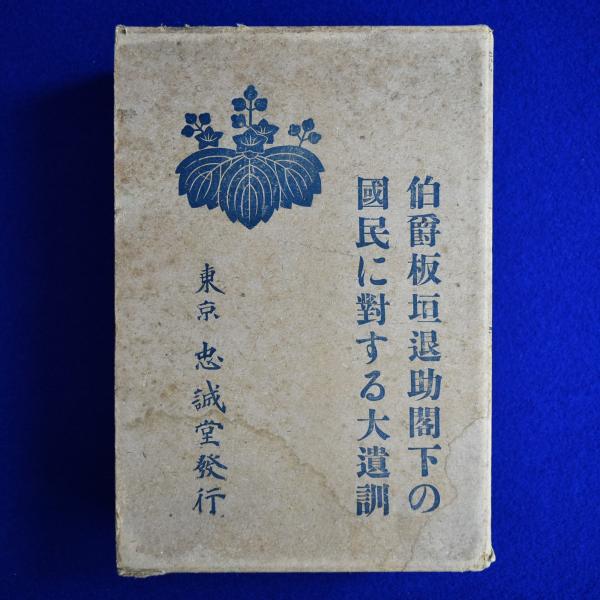 伯爵板垣退助閣下の
國民に對する大遺訓
東京 忠誠堂發行